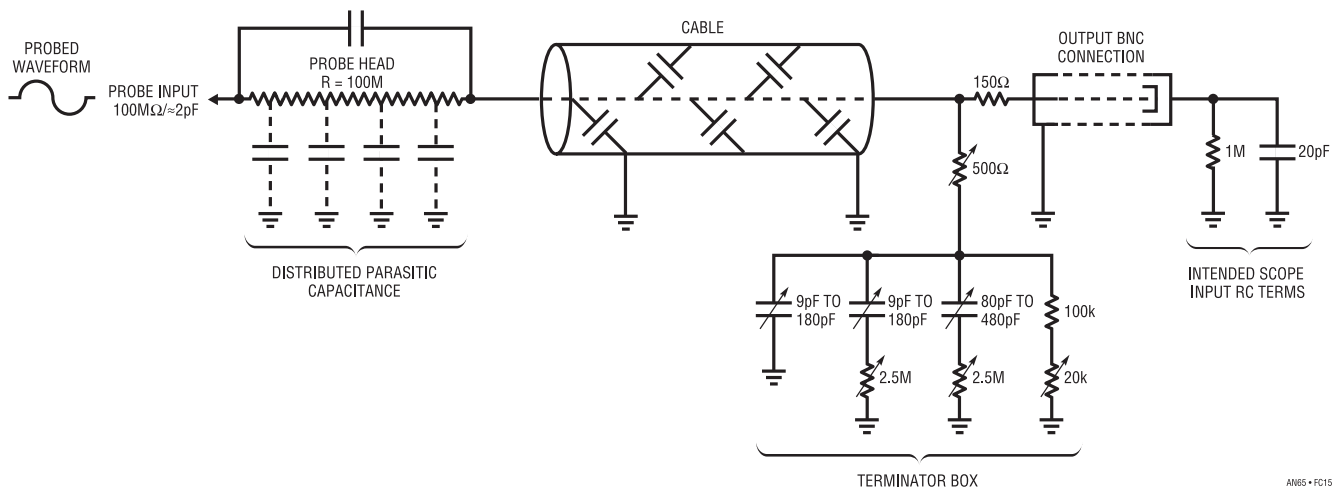 PROBED
WAVEFORM
PROBE INPUT
100MΩ/≈2pF
PROBE HEAD
R = 100M
DISTRIBUTED PARASITIC
CAPACITANCE
CABLE
150Ω
OUTPUT BNC
CONNECTION
500Ω
1M
20pF
INTENDED SCOPE
INPUT RC TERMS
9pF TO
180pF
9pF TO
180pF
80pF TO
480pF
100k
2.5M
2.5M
20k
TERMINATOR BOX
AN65 • FC15